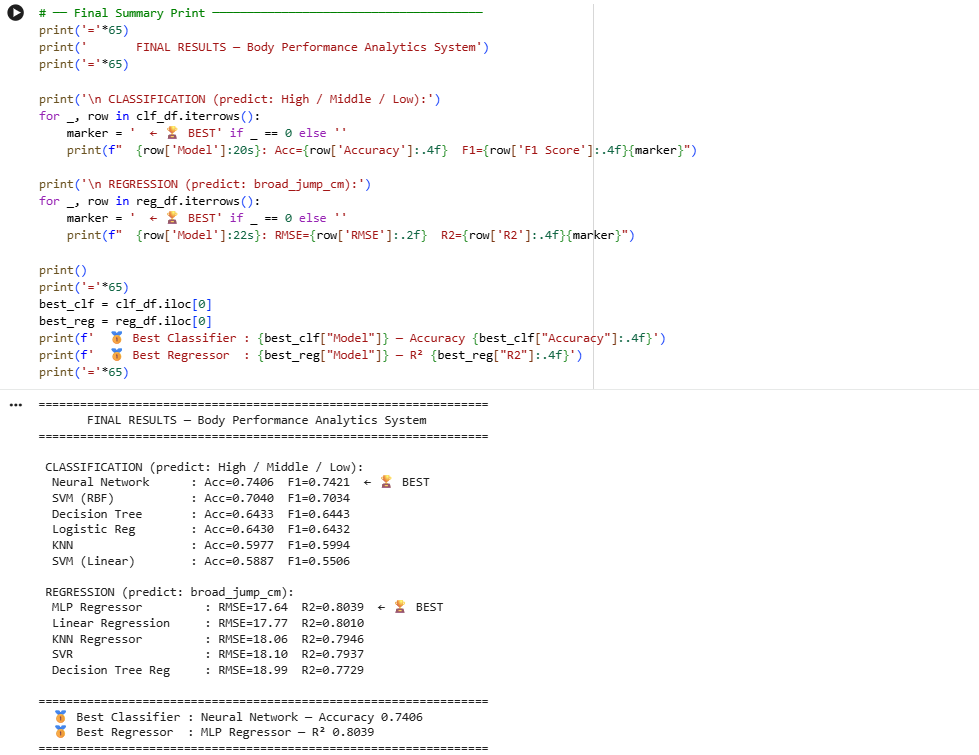 # ── Final Summary Print ───────────────────────────────────────
print('='*65)
print('       FINAL RESULTS — Body Performance Analytics System')
print('='*65)

print('\n CLASSIFICATION (predict: High / Middle / Low):')
for _, row in clf_df.iterrows():
    marker = '  ← 🏆 BEST' if _ == 0 else ''
    print(f"  {row['Model']:20s}: Acc={row['Accuracy']:.4f}  F1={row['F1 Score']:.4f}{marker}")

print('\n REGRESSION (predict: broad_jump_cm):')
for _, row in reg_df.iterrows():
    marker = '  ← 🏆 BEST' if _ == 0 else ''
    print(f"  {row['Model']:22s}: RMSE={row['RMSE']:.2f}  R2={row['R2']:.4f}{marker}")

print()
print('='*65)
best_clf = clf_df.iloc[0]
best_reg = reg_df.iloc[0]
print(f'  🏅 Best Classifier : {best_clf["Model"]} — Accuracy {best_clf["Accuracy"]:.4f}')
print(f'  🏅 Best Regressor  : {best_reg["Model"]} — R² {best_reg["R2"]:.4f}')
print('='*65)
=================================================================
       FINAL RESULTS — Body Performance Analytics System
=================================================================

 CLASSIFICATION (predict: High / Middle / Low):
  Neural Network      : Acc=0.7406  F1=0.7421  ← 🏆 BEST
  SVM (RBF)           : Acc=0.7040  F1=0.7034
  Decision Tree       : Acc=0.6433  F1=0.6443
  Logistic Reg        : Acc=0.6430  F1=0.6432
  KNN                 : Acc=0.5977  F1=0.5994
  SVM (Linear)        : Acc=0.5887  F1=0.5506

 REGRESSION (predict: broad_jump_cm):
  MLP Regressor         : RMSE=17.64  R2=0.8039  ← 🏆 BEST
  Linear Regression     : RMSE=17.77  R2=0.8010
  KNN Regressor         : RMSE=18.06  R2=0.7946
  SVR                   : RMSE=18.10  R2=0.7937
  Decision Tree Reg     : RMSE=18.99  R2=0.7729

=================================================================
  🏅 Best Classifier : Neural Network — Accuracy 0.7406
  🏅 Best Regressor  : MLP Regressor — R² 0.8039
=================================================================